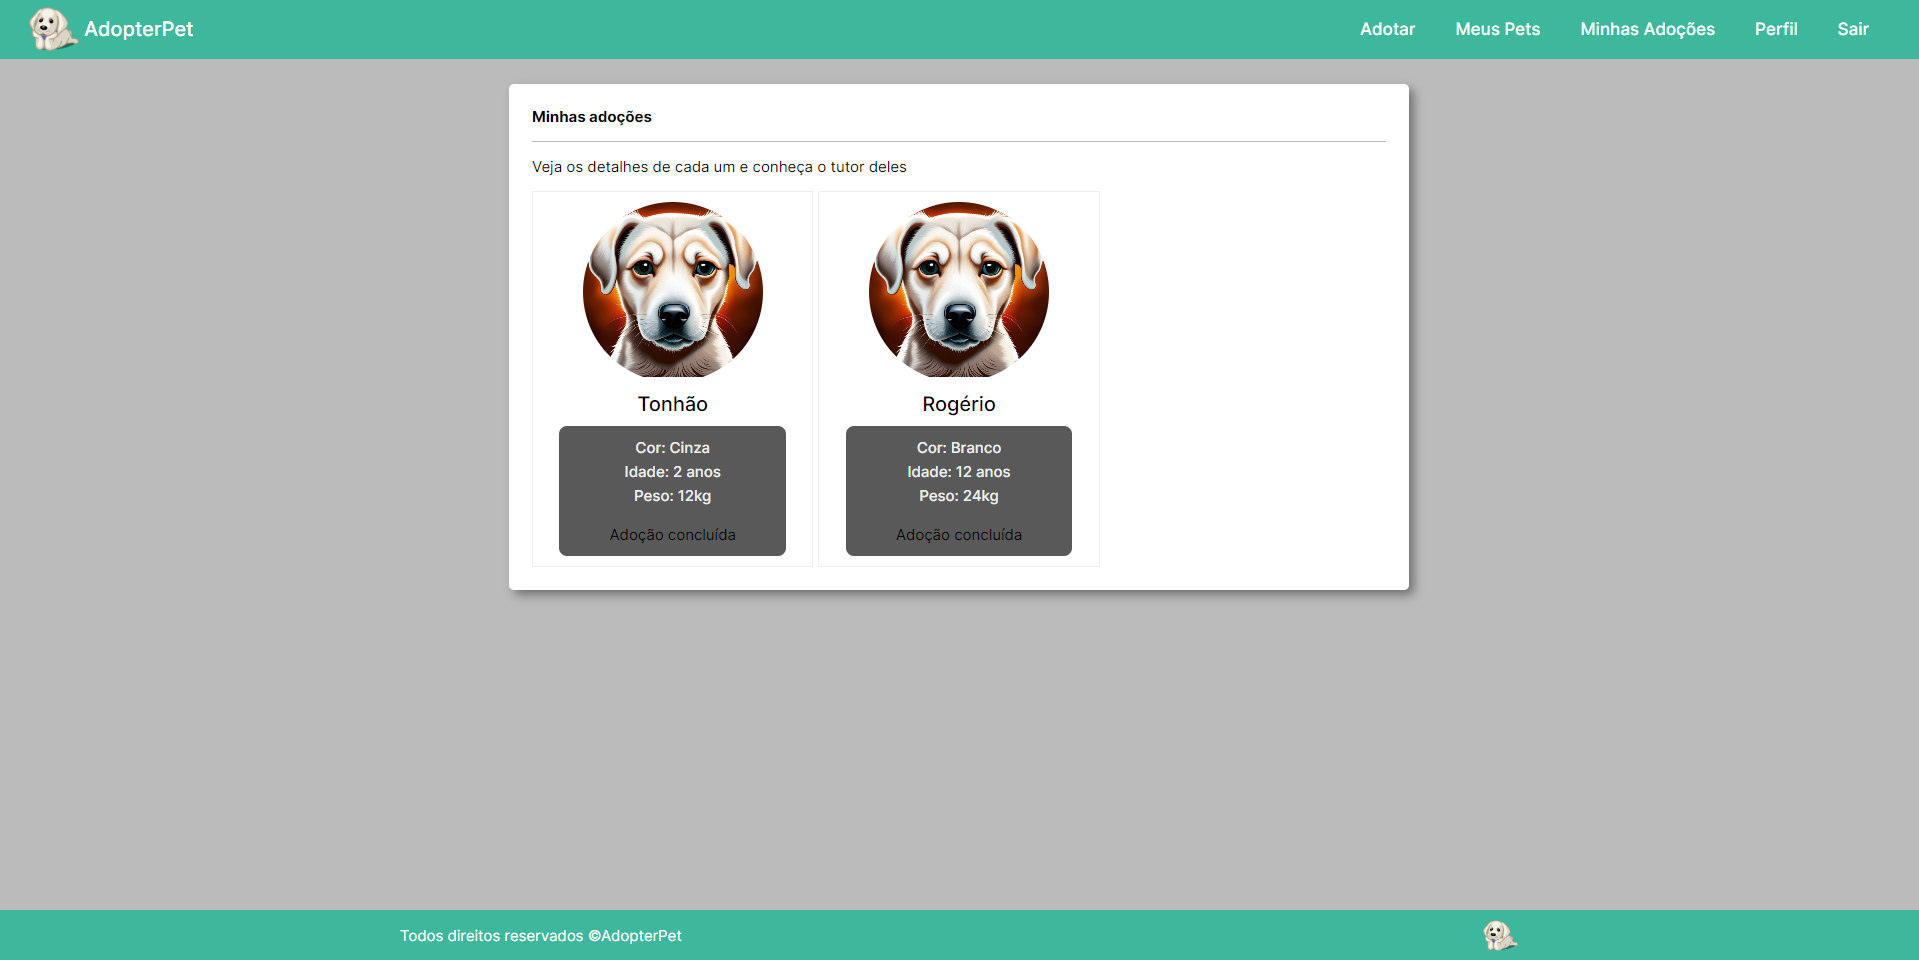 AdopterPet
Adotar
Meus Pets
Minhas Adoções
Perfil
Sair
Minhas adoções
Veja os detalhes de cada um e conheça o tutor deles
Tonhão
Cor: Cinza
Idade: 2 anos
Peso: 12kg
Adoção concluída
Rogério
Cor: Branco
Idade: 12 anos
Peso: 24kg
Adoção concluída
Todos direitos reservados ©AdopterPet